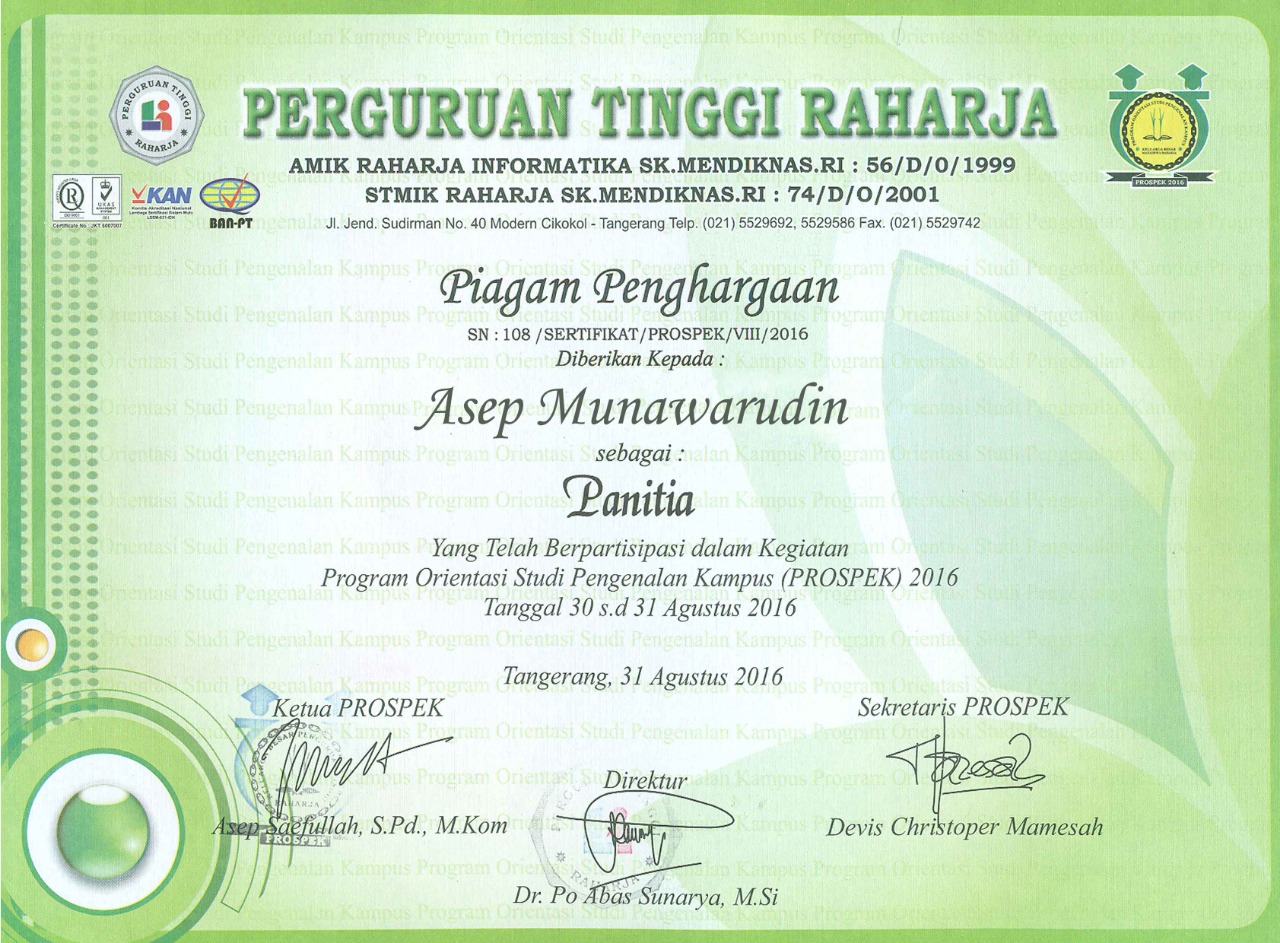 PERGURUAN TINGGI RAHARJA
PERGURUAN TINGGI RAHARJA
AMIK RAHARJA INFORMATIKA SK.MENDIKNAS.RI : 56/D/O/1999
STMIK RAHARJA SK.MENDIKNAS.RI : 74/D/O/2001
Jl. Jend. Sudirman No. 40 Modern Cikokol - Tangerang Telp. (021) 5529692, 5529586 Fax. (021) 5529742
UKAS
KAN
Komite Akreditasi Nasional
BAN-PT
PROSPEK 2016
Piagam Penghargaan
SN : 108 /SERTIFIKAT/PROSPEK/VIII/2016
Diberikan Kepada :
Asep Munawarudin
sebagai :
Panitia
Yang Telah Berpartisipasi dalam Kegiatan
Program Orientasi Studi Pengenalan Kampus (PROSPEK) 2016
Tanggal 30 s.d 31 Agustus 2016
Tangerang, 31 Agustus 2016
Ketua PROSPEK
Sekretaris PROSPEK
Direktur
Asep Saefullah, S.Pd., M.Kom
RAHARJA
PROSPEK
Devis Christoper Mamesah
RAHARJA
Dr. Po Abas Sunarya, M.Si